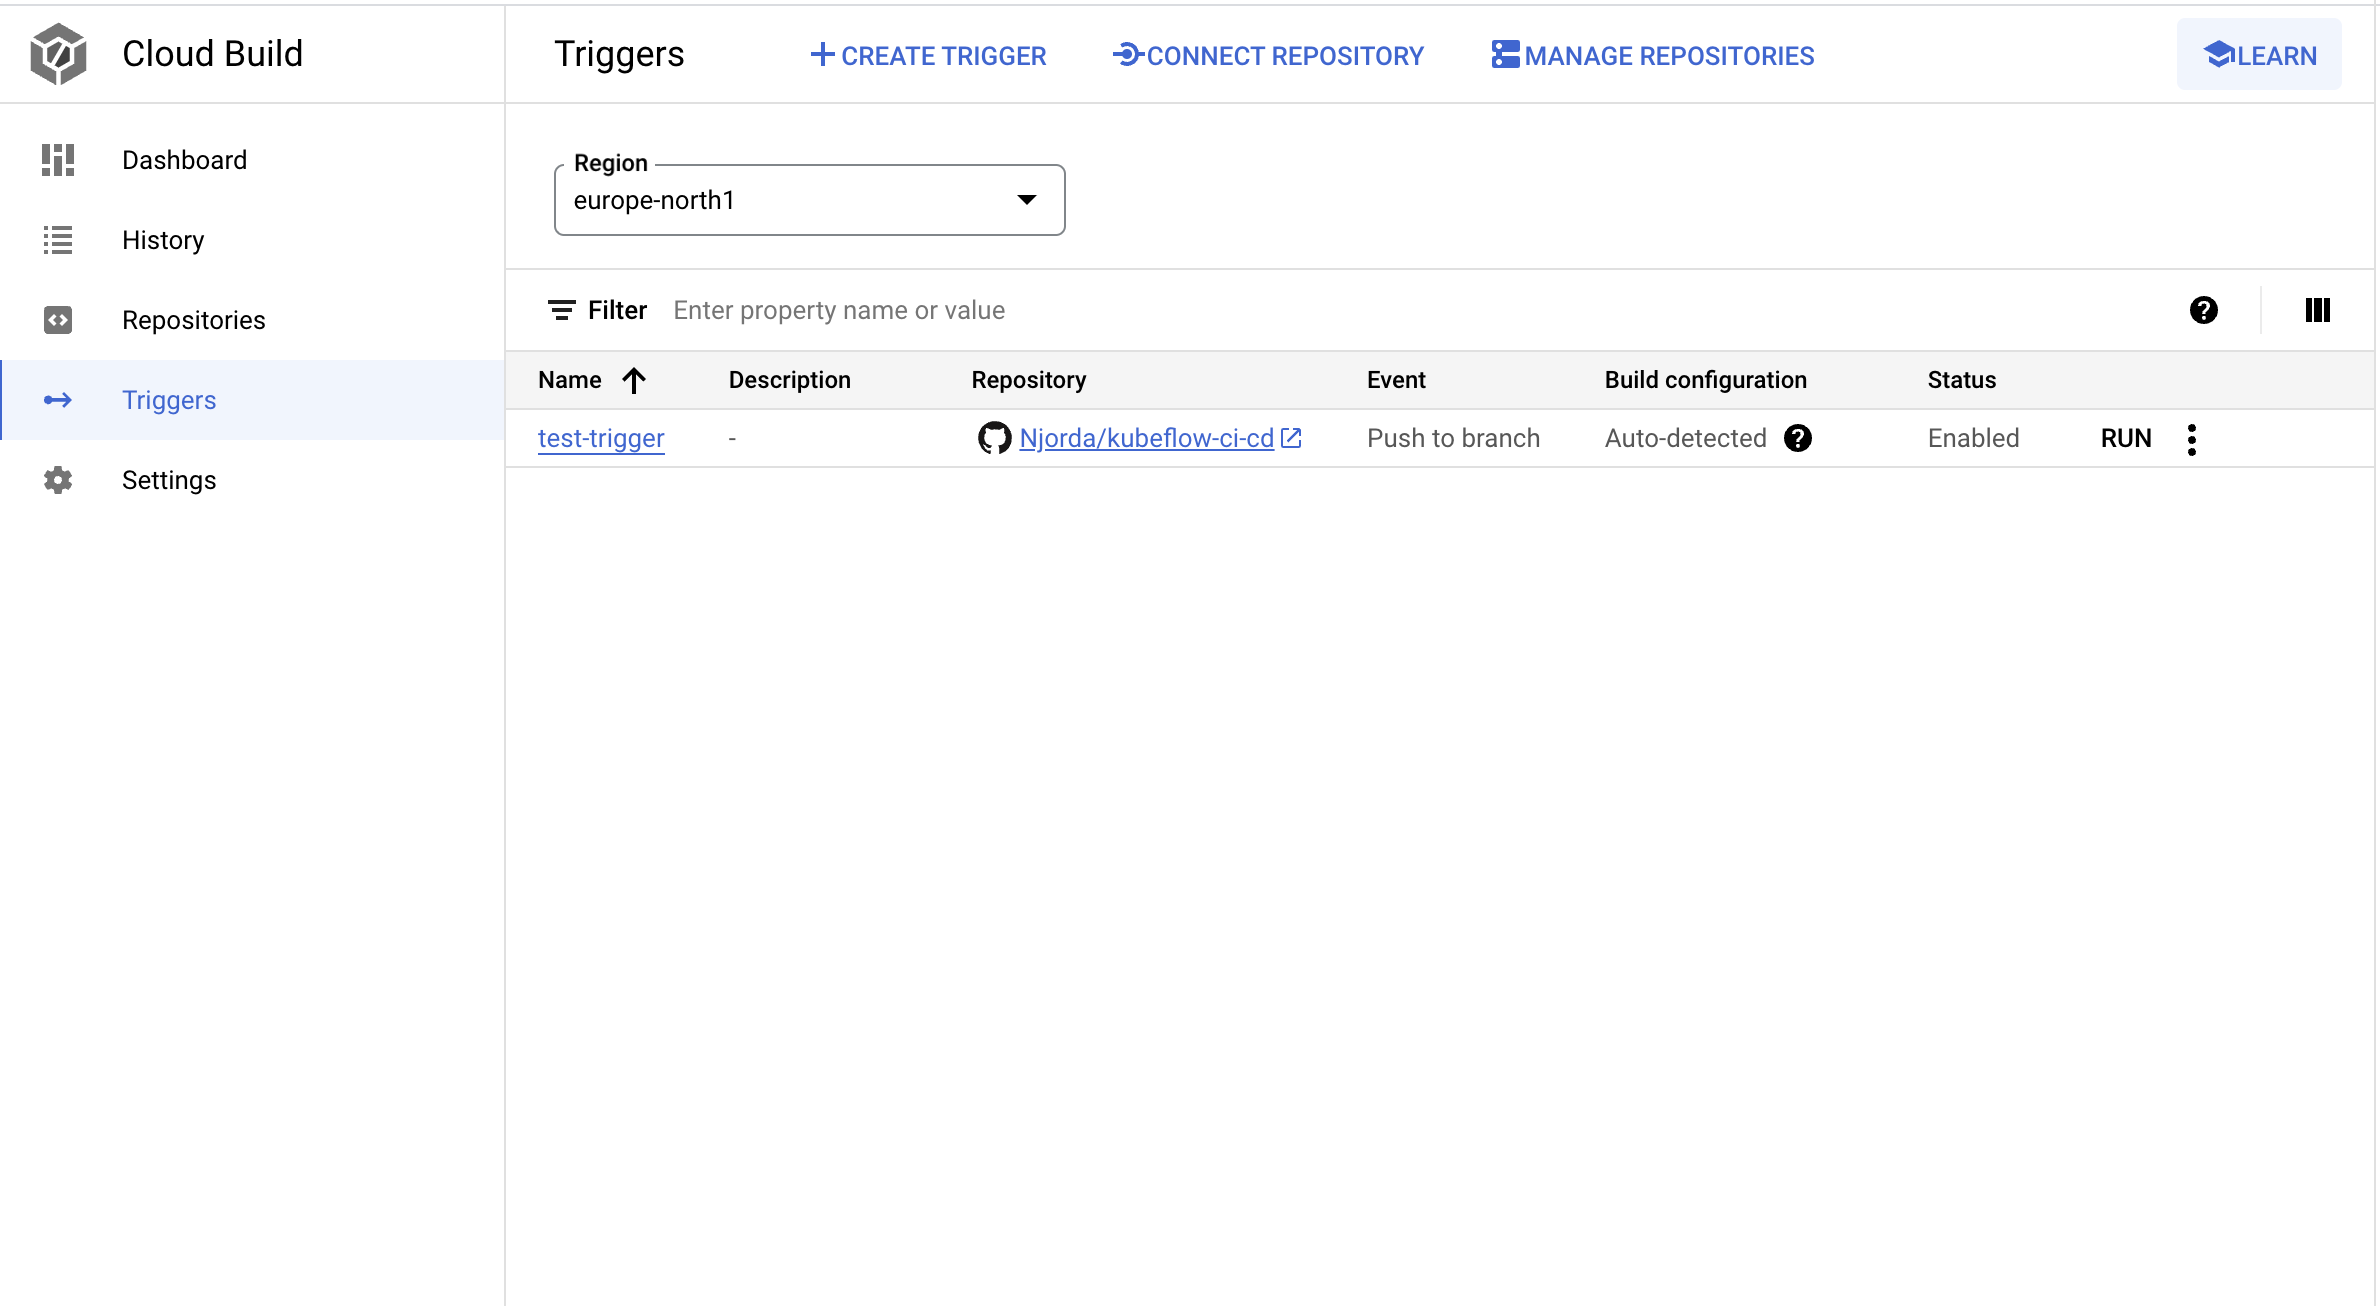 Cloud Build
Triggers
CREATE TRIGGER
CONNECT REPOSITORY
MANAGE REPOSITORIES
LEARN
Dashboard
History
Repositories
Triggers
Settings
Region
europe-north1
Filter Enter property name or value
Name Description Repository Event Build configuration Status
test-trigger - Njorda/kubeflow-ci-cd Push to branch Auto-detected Enabled RUN